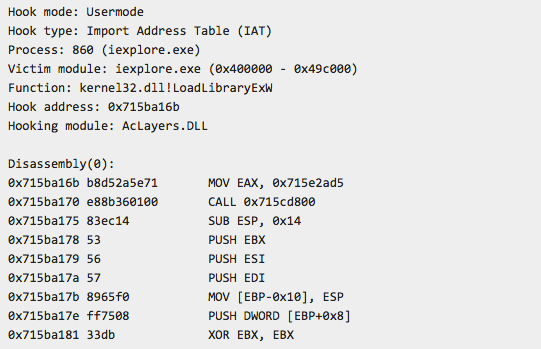 Hook mode: Usermode
Hook type: Import Address Table (IAT)
Process: 860 (iexplore.exe)
Victim module: iexplore.exe (0x400000 - 0x49c000)
Function: kernel32.dll!LoadLibraryExW
Hook address: 0x715ba16b
Hooking module: AcLayers.DLL

Disassembly(0):
0x715ba16b b8d52a5e71 MOV EAX, 0x715e2ad5
0x715ba170 e88b360100 CALL 0x715cd800
0x715ba175 83ec14 SUB ESP, 0x14
0x715ba178 53 PUSH EBX
0x715ba179 56 PUSH ESI
0x715ba17a 57 PUSH EDI
0x715ba17b 8965f0 MOV [EBP-0x10], ESP
0x715ba17e ff7508 PUSH DWORD [EBP+0x8]
0x715ba181 33db XOR EBX, EBX